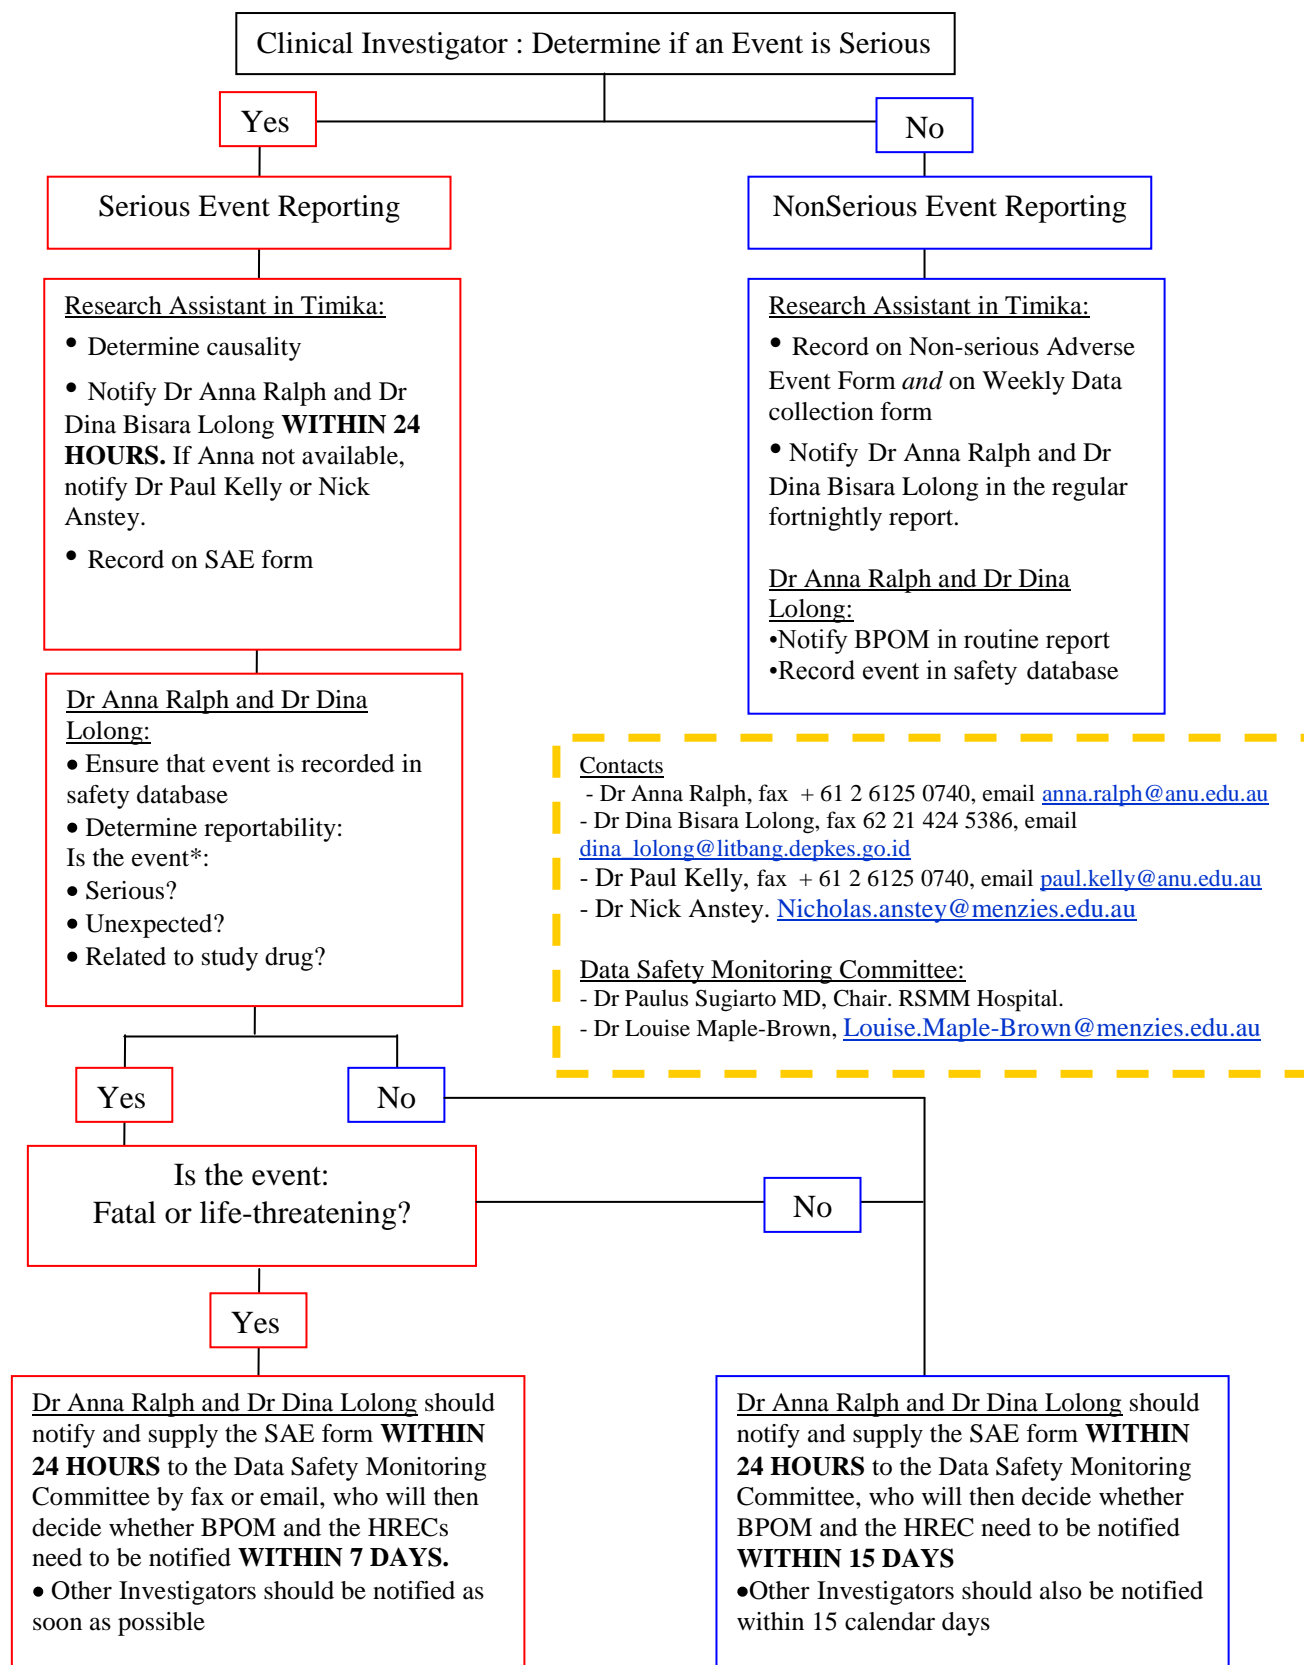 Clinical Investigator : Determine if an Event is Serious
Yes
No
Serious Event Reporting
NonSerious Event Reporting
Research Assistant in Timika:
• Determine causality
• Notify Dr Anna Ralph and Dr
Dina Bisara Lolong WITHIN 24
HOURS. If Anna not available,
notify Dr Paul Kelly or Nick
Anstey.
• Record on SAE form
Research Assistant in Timika:
• Record on Non-serious Adverse
Event Form and on Weekly Data
collection form
• Notify Dr Anna Ralph and Dr
Dina Bisara Lolong in the regular
fortnightly report.
Dr Anna Ralph and Dr Dina
Lolong:
•Notify BPOM in routine report
•Record event in safety database
Dr Anna Ralph and Dr Dina
Lolong:
• Ensure that event is recorded in
safety database
• Determine reportability:
Is the event*:
• Serious?
• Unexpected?
• Related to study drug?
Contacts
- Dr Anna Ralph, fax + 61 2 6125 0740, email anna.ralph@anu.edu.au
- Dr Dina Bisara Lolong, fax 62 21 424 5386, email
dina_lolong@litbang.depkes.go.id
- Dr Paul Kelly, fax + 61 2 6125 0740, email paul.kelly@anu.edu.au
- Dr Nick Anstey. Nicholas.anstey@menzies.edu.au
Data Safety Monitoring Committee:
- Dr Paulus Sugiarto MD, Chair. RSMM Hospital.
- Dr Louise Maple-Brown, Louise.Maple-Brown@menzies.edu.au
Yes
No
Is the event:
Fatal or life-threatening?
No
Yes
Dr Anna Ralph and Dr Dina Lolong should
notify and supply the SAE form WITHIN
24 HOURS to the Data Safety Monitoring
Committee by fax or email, who will then
decide whether BPOM and the HRECs
need to be notified WITHIN 7 DAYS.
• Other Investigators should be notified as
soon as possible
Dr Anna Ralph and Dr Dina Lolong should
notify and supply the SAE form WITHIN
24 HOURS to the Data Safety Monitoring
Committee, who will then decide whether
BPOM and the HREC need to be notified
WITHIN 15 DAYS
•Other Investigators should also be notified
within 15 calendar days